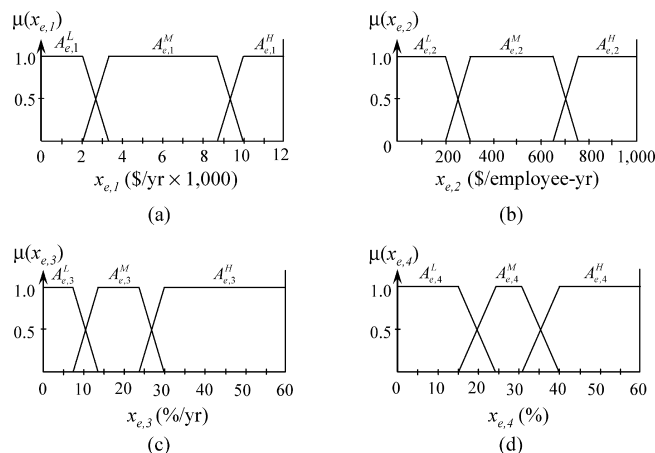 μ(x_{e,1})
A^L_{e,1} A^M_{e,1} A^H_{e,1}
1.0
0.5
0 2 4 6 8 10 12
x_{e,1} ($/yr × 1,000)
(a)
μ(x_{e,2})
A^L_{e,2} A^M_{e,2} A^H_{e,2}
1.0
0.5
0 200 400 600 800 1,000
x_{e,2} ($/employee-yr)
(b)
μ(x_{e,3})
A^L_{e,3} A^M_{e,3} A^H_{e,3}
1.0
0.5
0 10 20 30 40 50 60
x_{e,3} (%/yr)
(c)
μ(x_{e,4})
A^L_{e,4} A^M_{e,4} A^H_{e,4}
1.0
0.5
0 10 20 30 40 50 60
x_{e,4} (%)
(d)